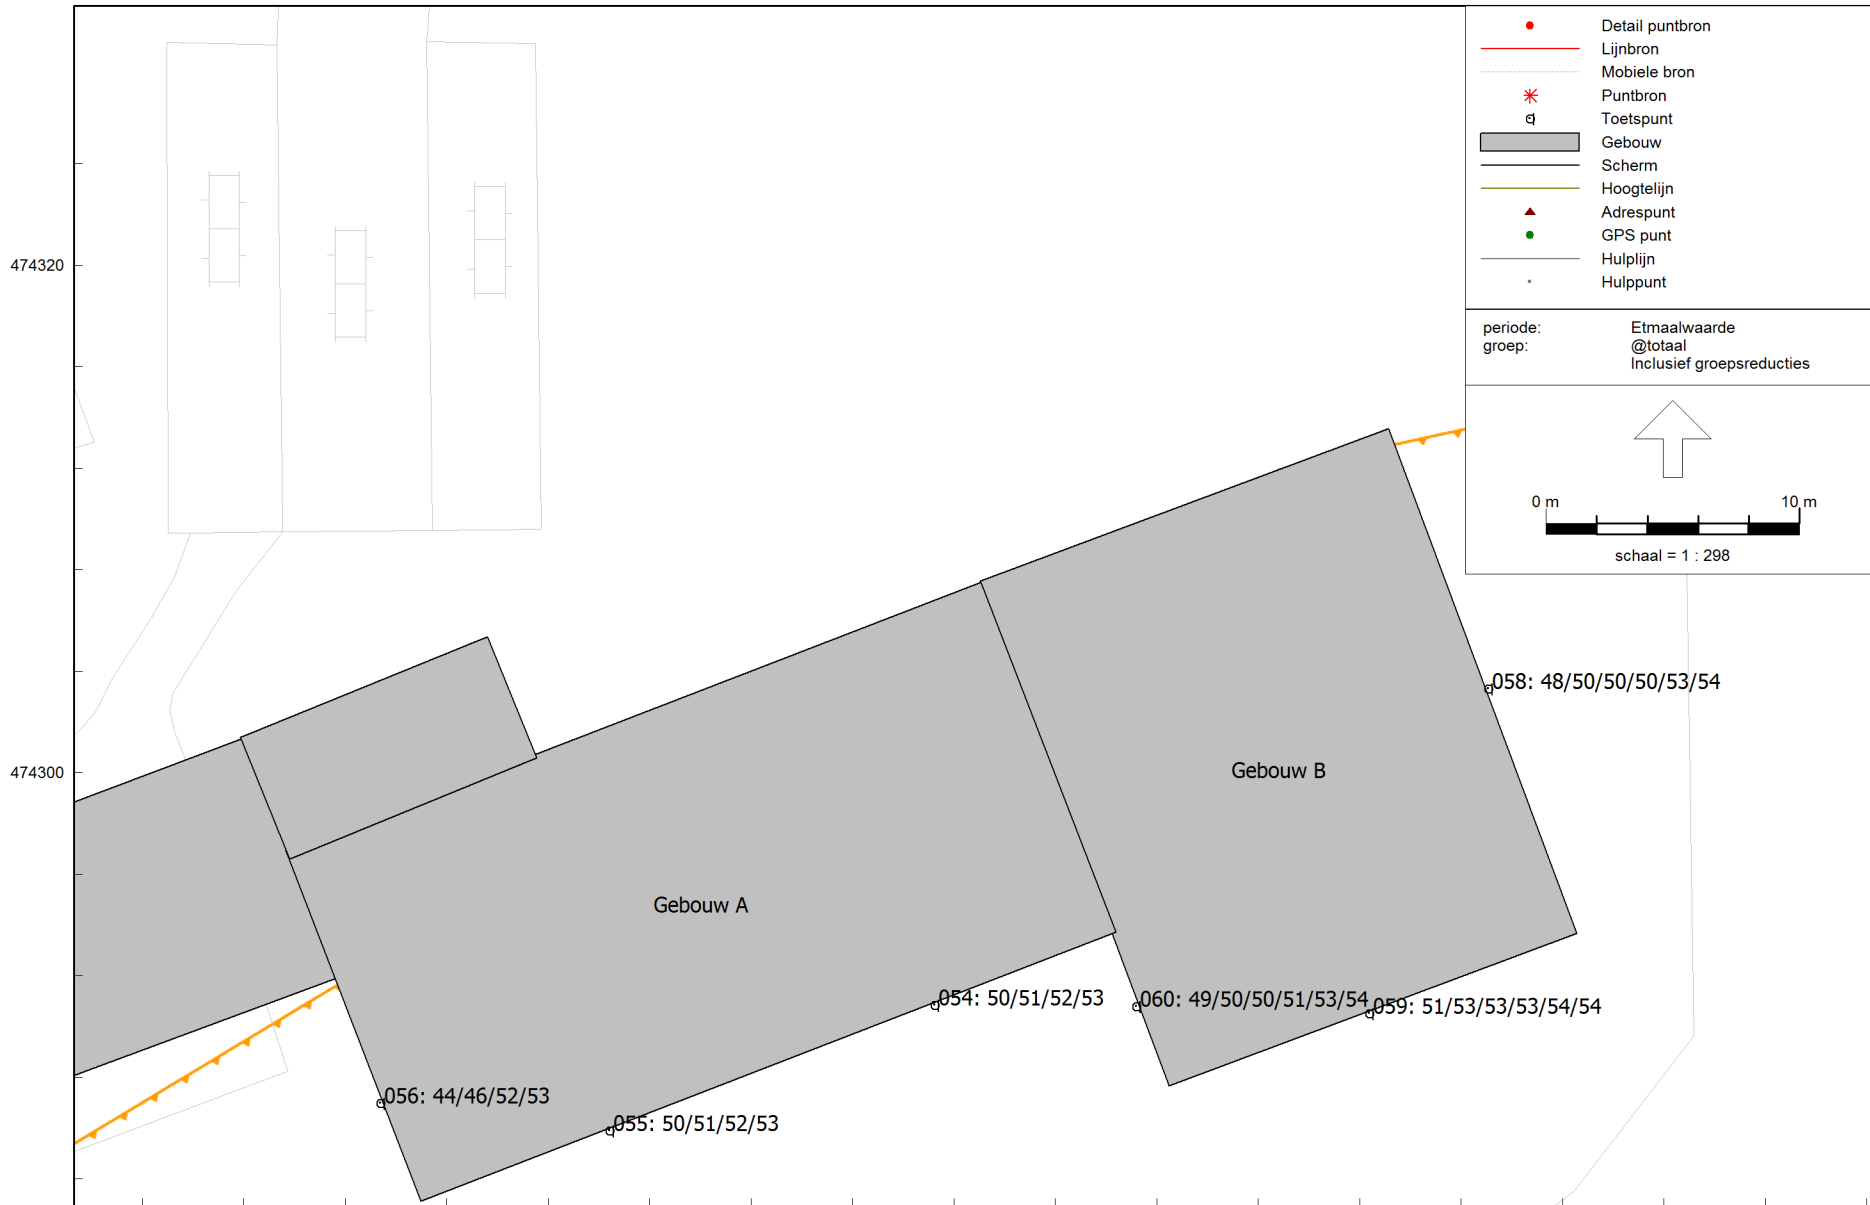 Detail puntbron
Lijnbron
Mobiele bron
Puntbron
Toetspunt
Gebouw
Scherm
Hoogtelijn
Adrespunt
GPS punt
Hulplijn
Hulppunt
periode: Etmaalwaarde
groep: @totaal
Inclusief groepsreducties
0 m 10 m
schaal = 1 : 298
474320
474300
058: 48/50/50/50/53/54
Gebouw B
Gebouw A
054: 50/51/52/53
060: 49/50/50/51/53/54
059: 51/53/53/53/54/54
056: 44/46/52/53
055: 50/51/52/53